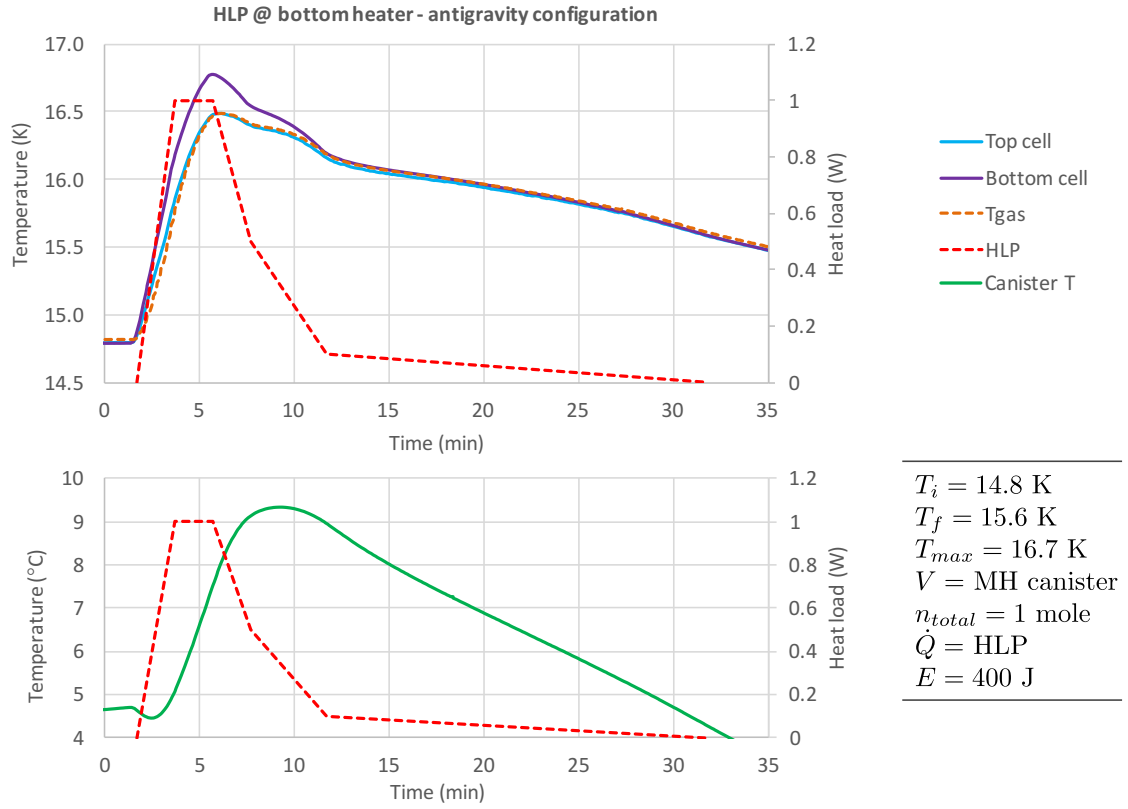 HLP @ bottom heater - antigravity configuration
17.0
16.5
16.0
15.5
15.0
14.5
Temperature (K)
1.2
1
0.8
0.6
0.4
0.2
0
Heat load (W)
0 5 10 15 20 25 30 35
Time (min)
Top cell
Bottom cell
Tgas
HLP
Canister T
10
9
8
7
6
5
4
Temperature (°C)
1.2
1
0.8
0.6
0.4
0.2
0
Heat load (W)
0 5 10 15 20 25 30 35
Time (min)
T_i = 14.8 K
T_f = 15.6 K
T_max = 16.7 K
V = MH canister
n_total = 1 mole
Q̇ = HLP
E = 400 J